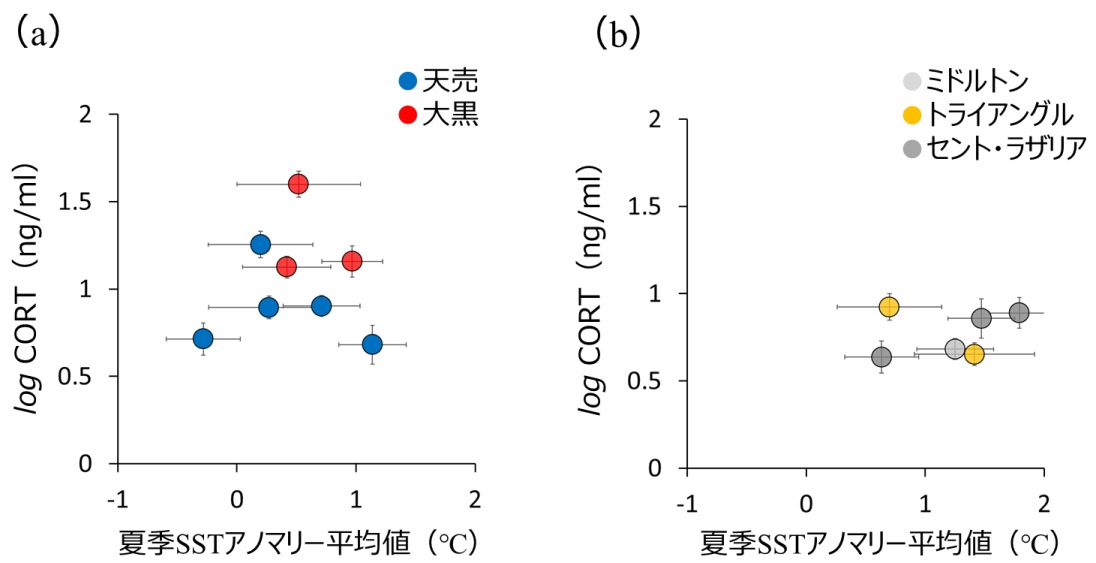 （a）
天売
大黒
2
1.5
1
0.5
0
log CORT（ng/ml）
-1
0
1
2
夏季SSTアノマリー平均値（℃）
（b）
ミドルトン
トライアングル
セント・ラザリア
2
1.5
1
0.5
0
log CORT（ng/ml）
-1
0
1
2
夏季SSTアノマリー平均値（℃）